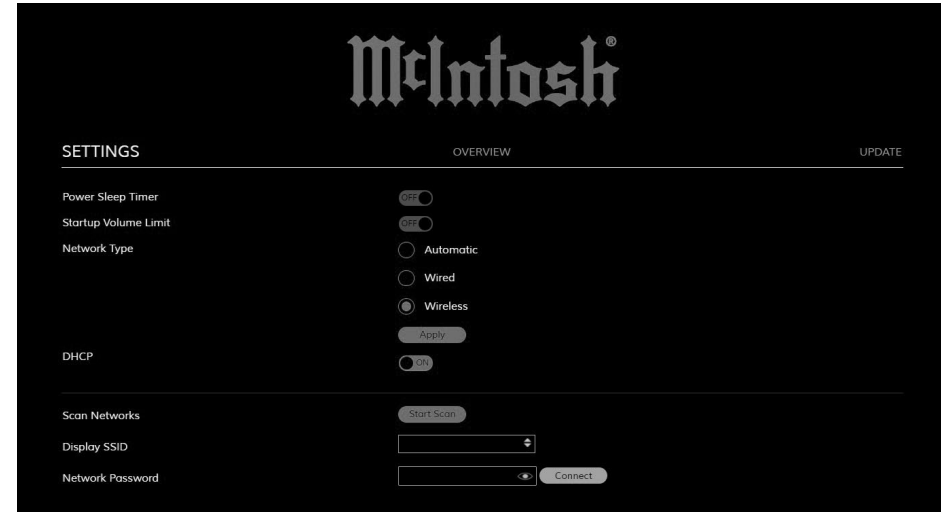 McIntosh®
SETTINGS OVERVIEW UPDATE
Power Sleep Timer OFF
Startup Volume Limit OFF
Network Type Automatic
Wired
Wireless
Apply
DHCP ON
Scan Networks Start Scan
Display SSID
Network Password Connect